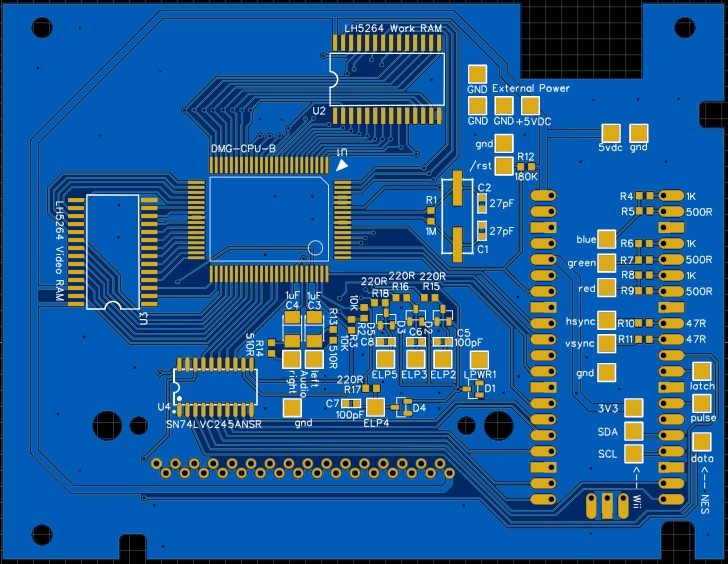 LH5264 Work RAM
U2
GND
External Power
GND
GND
+5VDC
DMG-CPU-B
U1
gnd
/rst
R12
180K
5vdc
gnd
R1
1M
C2
27pF
27pF
C1
R4
1K
R5
500R
blue
R6
1K
green
R7
500R
R8
1K
red
R9
500R
LH5264 Video RAM
U3
hsync
R10
47R
vsync
R11
47R
gnd
220R
R18
220R
R16
220R
R15
1uF
C4
1uF
C3
R13
510R
10K
R2
R3
10K
D5
C8
D3
C6
D2
C5
100pF
510R
R14
right
Audio
left
ELP5
ELP3
ELP2
LPWR1
D1
220R
R17
C7
100pF
ELP4
D4
gnd
U4
SN74LVC245ANSR
latch
pulse
data
3V3
SDA
SCL
<--- Wii
<--- NES